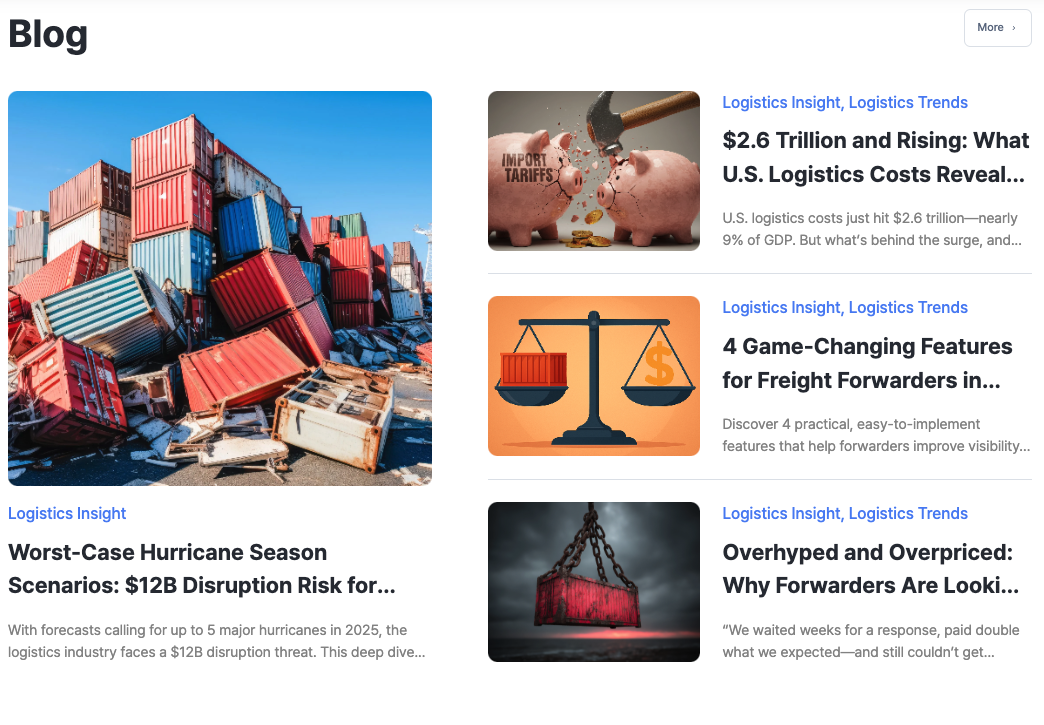 Blog
More ›
Logistics Insight
Worst-Case Hurricane Season
Scenarios: $12B Disruption Risk for...
With forecasts calling for up to 5 major hurricanes in 2025, the
logistics industry faces a $12B disruption threat. This deep dive...
IMPORT
TARIFFS
Logistics Insight, Logistics Trends
$2.6 Trillion and Rising: What
U.S. Logistics Costs Reveal...
U.S. logistics costs just hit $2.6 trillion—nearly
9% of GDP. But what’s behind the surge, and...
$
Logistics Insight, Logistics Trends
4 Game-Changing Features
for Freight Forwarders in...
Discover 4 practical, easy-to-implement
features that help forwarders improve visibility...
Logistics Insight, Logistics Trends
Overhyped and Overpriced:
Why Forwarders Are Looki...
“We waited weeks for a response, paid double
what we expected—and still couldn’t get...